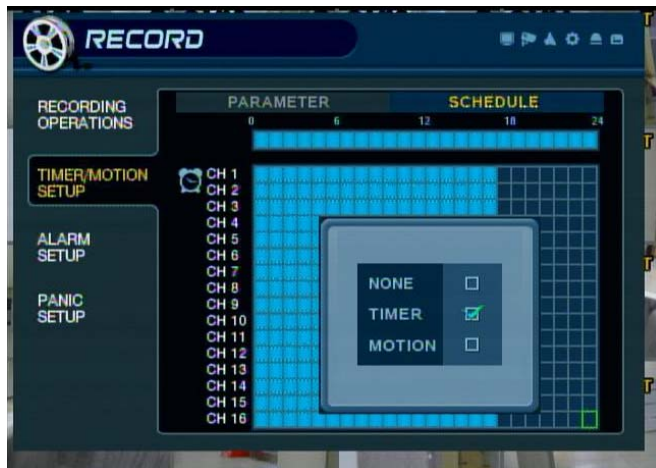 RECORD
RECORDING
OPERATIONS
TIMER/MOTION
SETUP
ALARM
SETUP
PANIC
SETUP
PARAMETER SCHEDULE
0 6 12 18 24
CH 1
CH 2
CH 3
CH 4
CH 5
CH 6
CH 7
CH 8
CH 9
CH 10
CH 11
CH 12
CH 13
CH 14
CH 15
CH 16
NONE
TIMER
MOTION
T
T
T
T